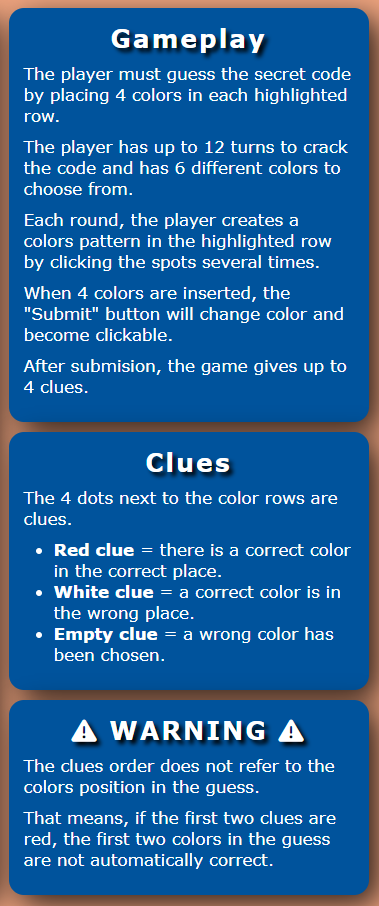 Gameplay
The player must guess the secret code
by placing 4 colors in each highlighted
row.
The player has up to 12 turns to crack
the code and has 6 different colors to
choose from.
Each round, the player creates a
colors pattern in the highlighted row
by clicking the spots several times.
When 4 colors are inserted, the
"Submit" button will change color and
become clickable.
After submision, the game gives up to
4 clues.
Clues
The 4 dots next to the color rows are
clues.
• Red clue = there is a correct color
in the correct place.
• White clue = a correct color is in
the wrong place.
• Empty clue = a wrong color has
been chosen.
WARNING
The clues order does not refer to the
colors position in the guess.
That means, if the first two clues are
red, the first two colors in the guess
are not automatically correct.